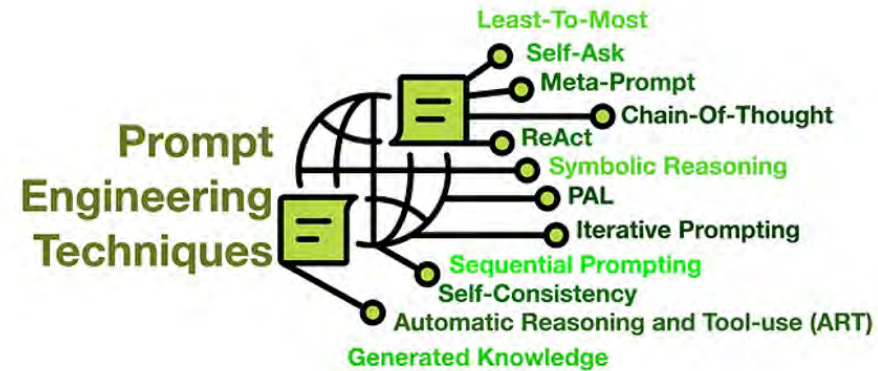 Prompt
Engineering
Techniques
Least-To-Most
Self-Ask
Meta-Prompt
Chain-Of-Thought
ReAct
Symbolic Reasoning
PAL
Iterative Prompting
Sequential Prompting
Self-Consistency
Automatic Reasoning and Tool-use (ART)
Generated Knowledge